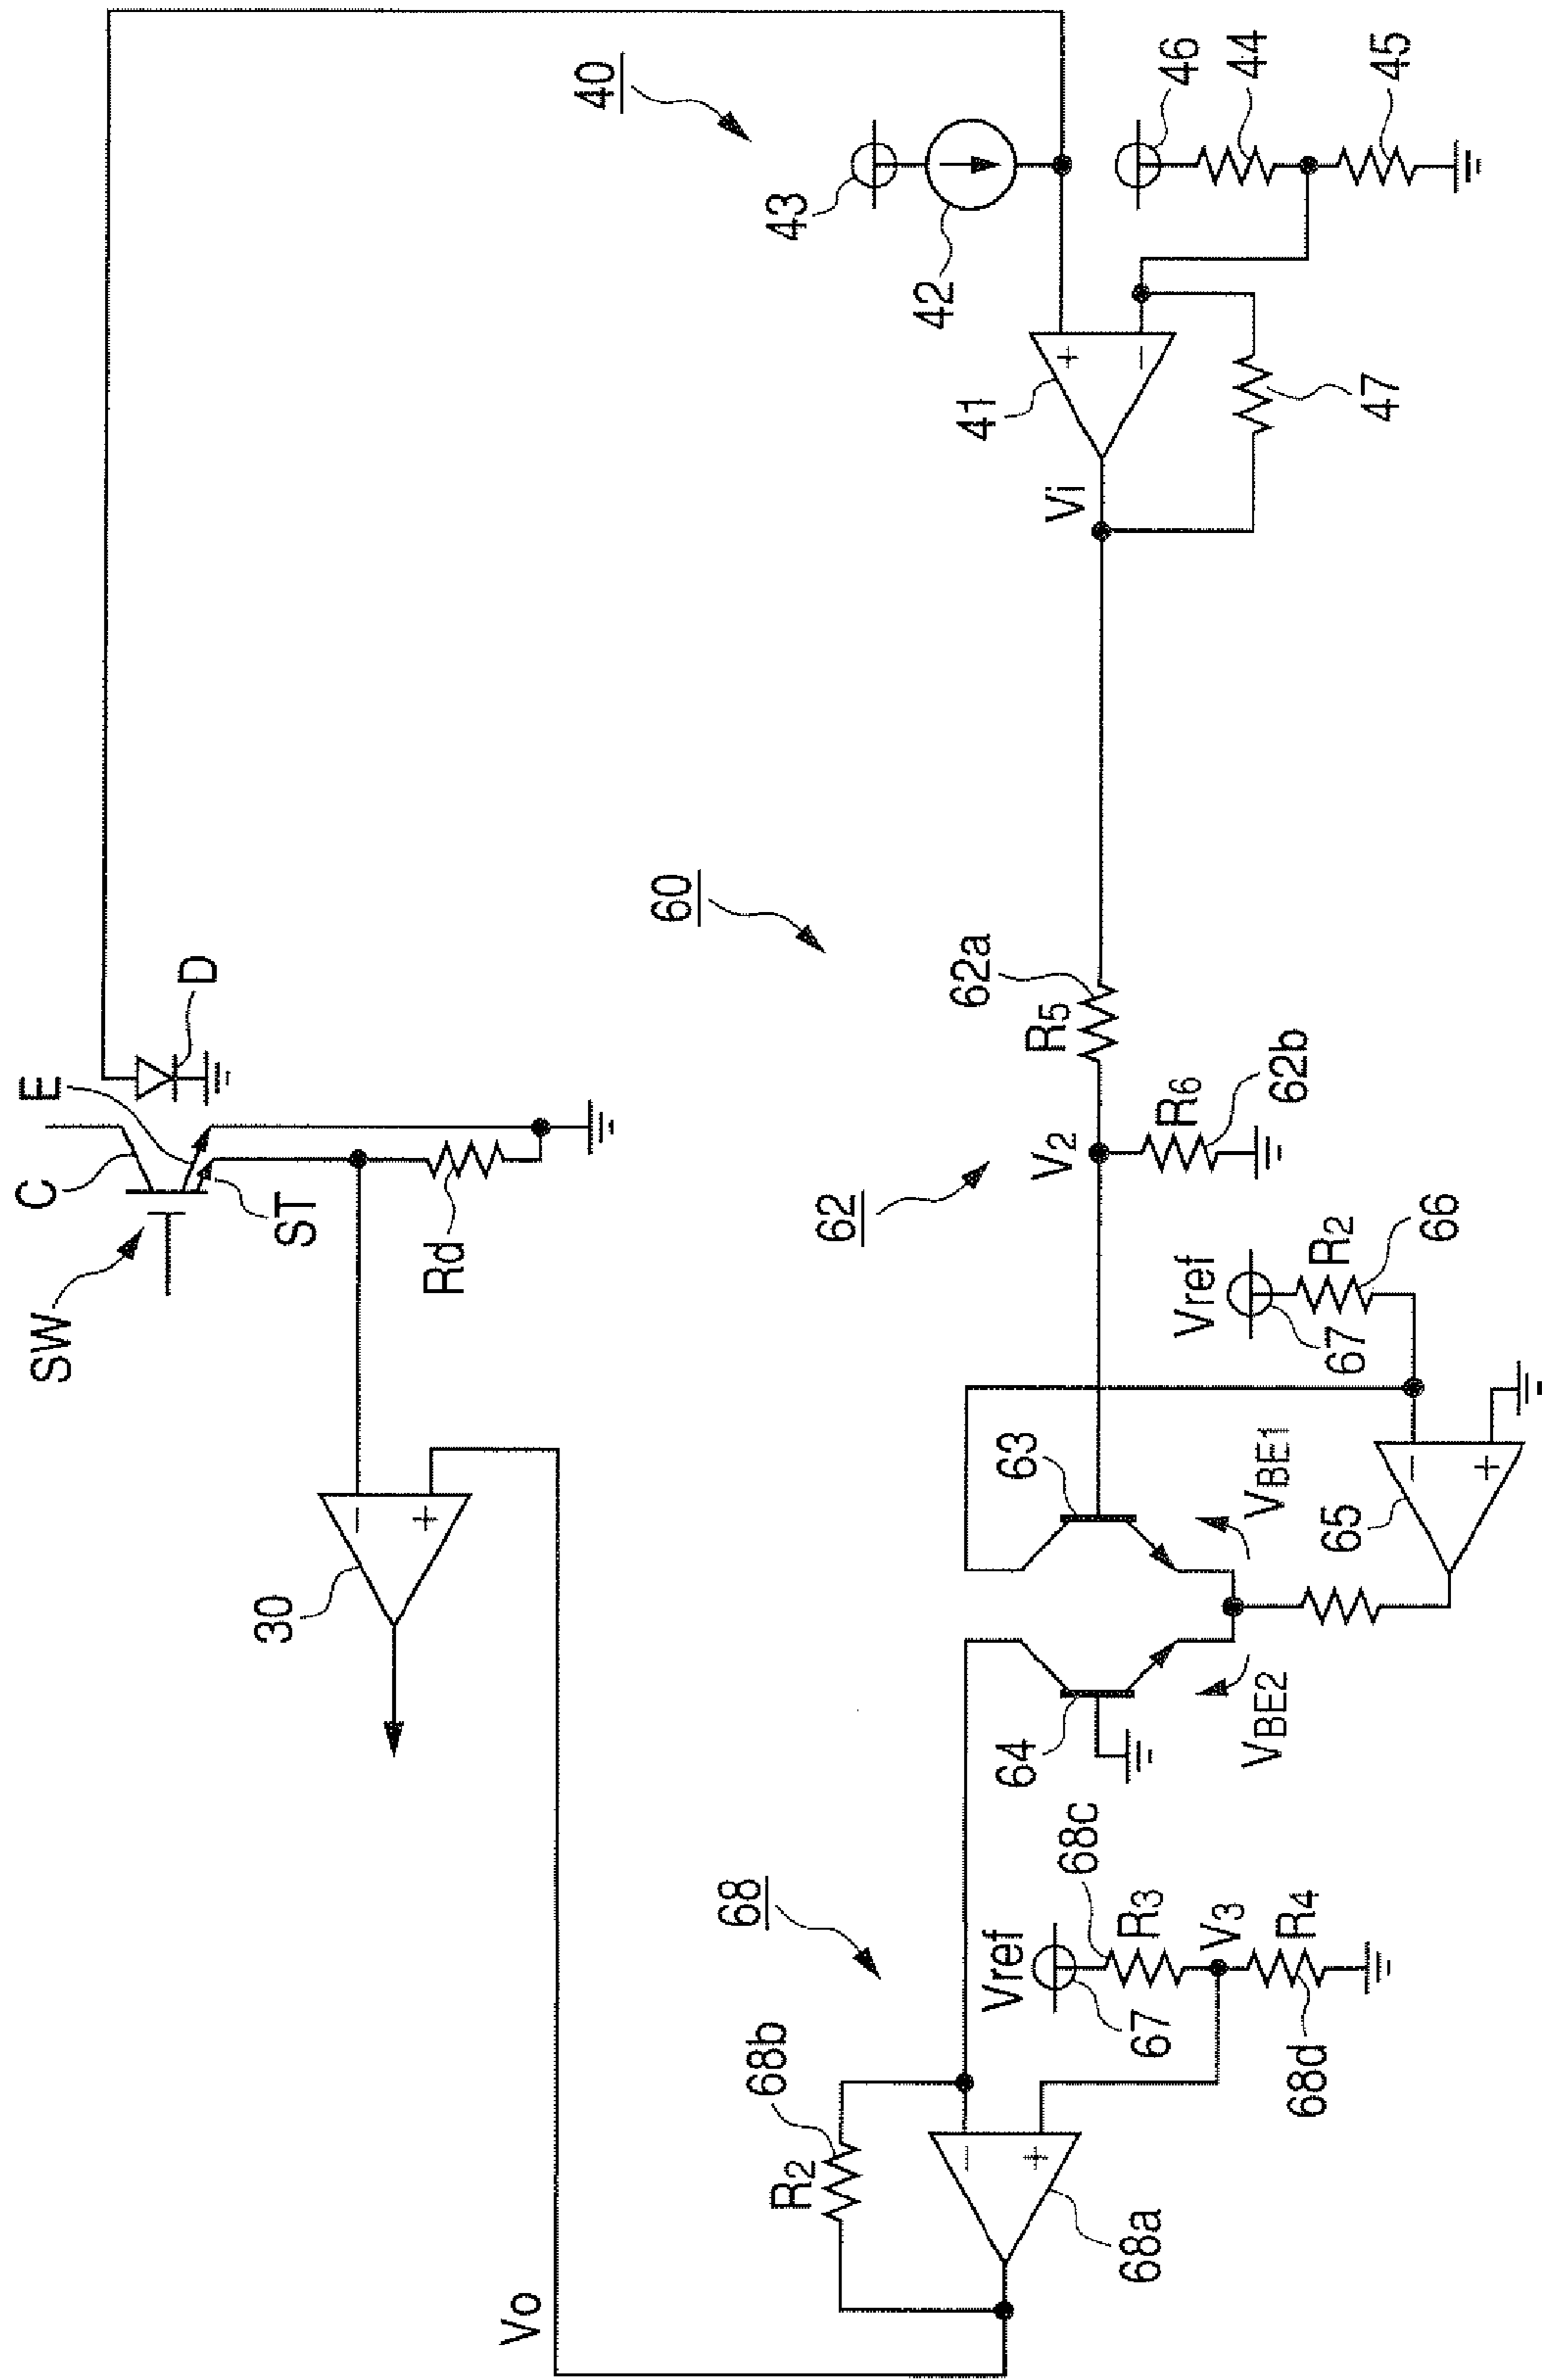 C
E
D
SW
ST
Rd
30
Vo
40
43
42
46
44
45
41
Vi
47
60
62a
R5
62
V2
R6
62b
63
64
VBE1
VBE2
Vref
67
R2
66
65
68
Vref
67
68c
R3
V3
R4
68d
68b
R2
68a
+
−
+
−
−
+
−
+